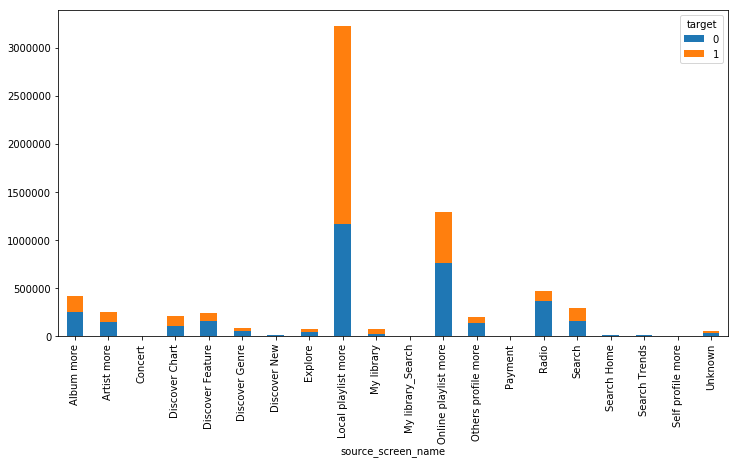 target
0
1
3000000
2500000
2000000
1500000
1000000
500000
0
Album more
Artist more
Concert
Discover Chart
Discover Feature
Discover Genre
Discover New
Explore
Local playlist more
My library
My library_Search
Online playlist more
Others profile more
Payment
Radio
Search
Search Home
Search Trends
Self profile more
Unknown
source_screen_name